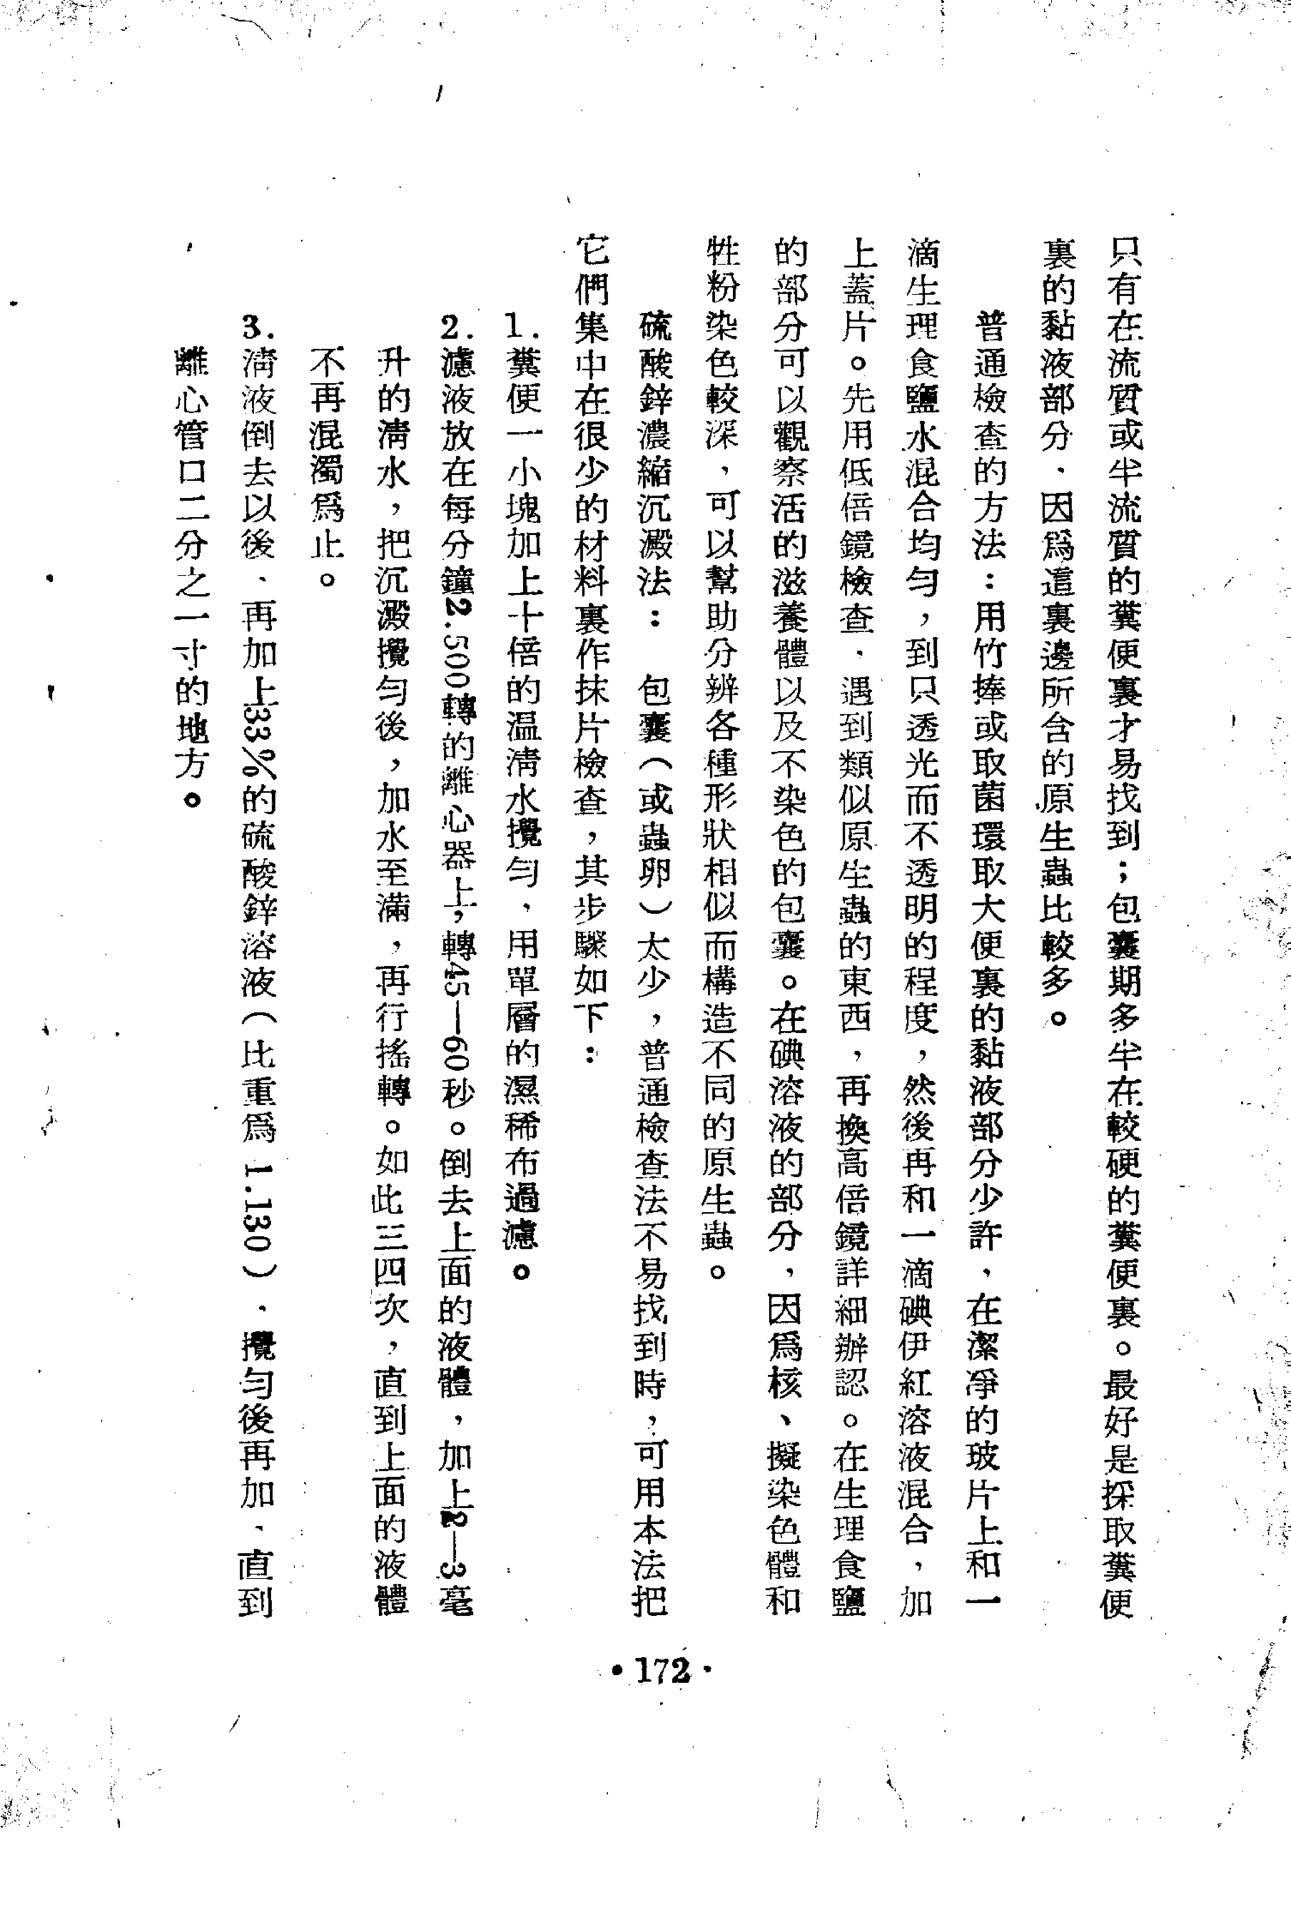 只有在流質或半流質的糞便裏才易找到；包囊期多半在較硬的糞便裏。最好是採取糞便
裏的黏液部分，因爲這裏邊所含的原生蟲比較多。
普通檢查的方法：用竹捧或取菌環取大便裏的黏液部分少許，在潔淨的玻片上和一
滴生理食鹽水混合均勻，到只透光而不透明的程度，然後再和一滴碘伊紅溶液混合，加
上蓋片。先用低倍鏡檢查，遇到類似原生蟲的東西，再換高倍鏡詳細辦認。在生理食鹽
的部分可以觀察活的滋養體以及不染色的包囊。在碘溶液的部分，因爲核、擬染色體和
牲粉染色較深，可以幫助分辨各種形狀相似而構造不同的原生蟲。
硫酸鋅濃縮沉澱法：　包囊（或蟲卵）太少，普通檢查法不易找到時，可用本法把
它們集中在很少的材料裏作抹片檢查，其步驟如下：
1.糞便一小塊加上十倍的温淸水攪勻，用單層的濕稀布過濾。
2.濾液放在每分鐘2.500轉的離心器上，轉45—60秒。倒去上面的液體，加上2—3毫
升的淸水，把沉澱攪勻後，加水至滿，再行搖轉。如此三四次，直到上面的液體
不再混濁爲止。
3.淸液倒去以後，再加上33%的硫酸鋅溶液（比重爲1.130），攪勻後再加，直到
離心管口二分之一寸的地方。
•172•